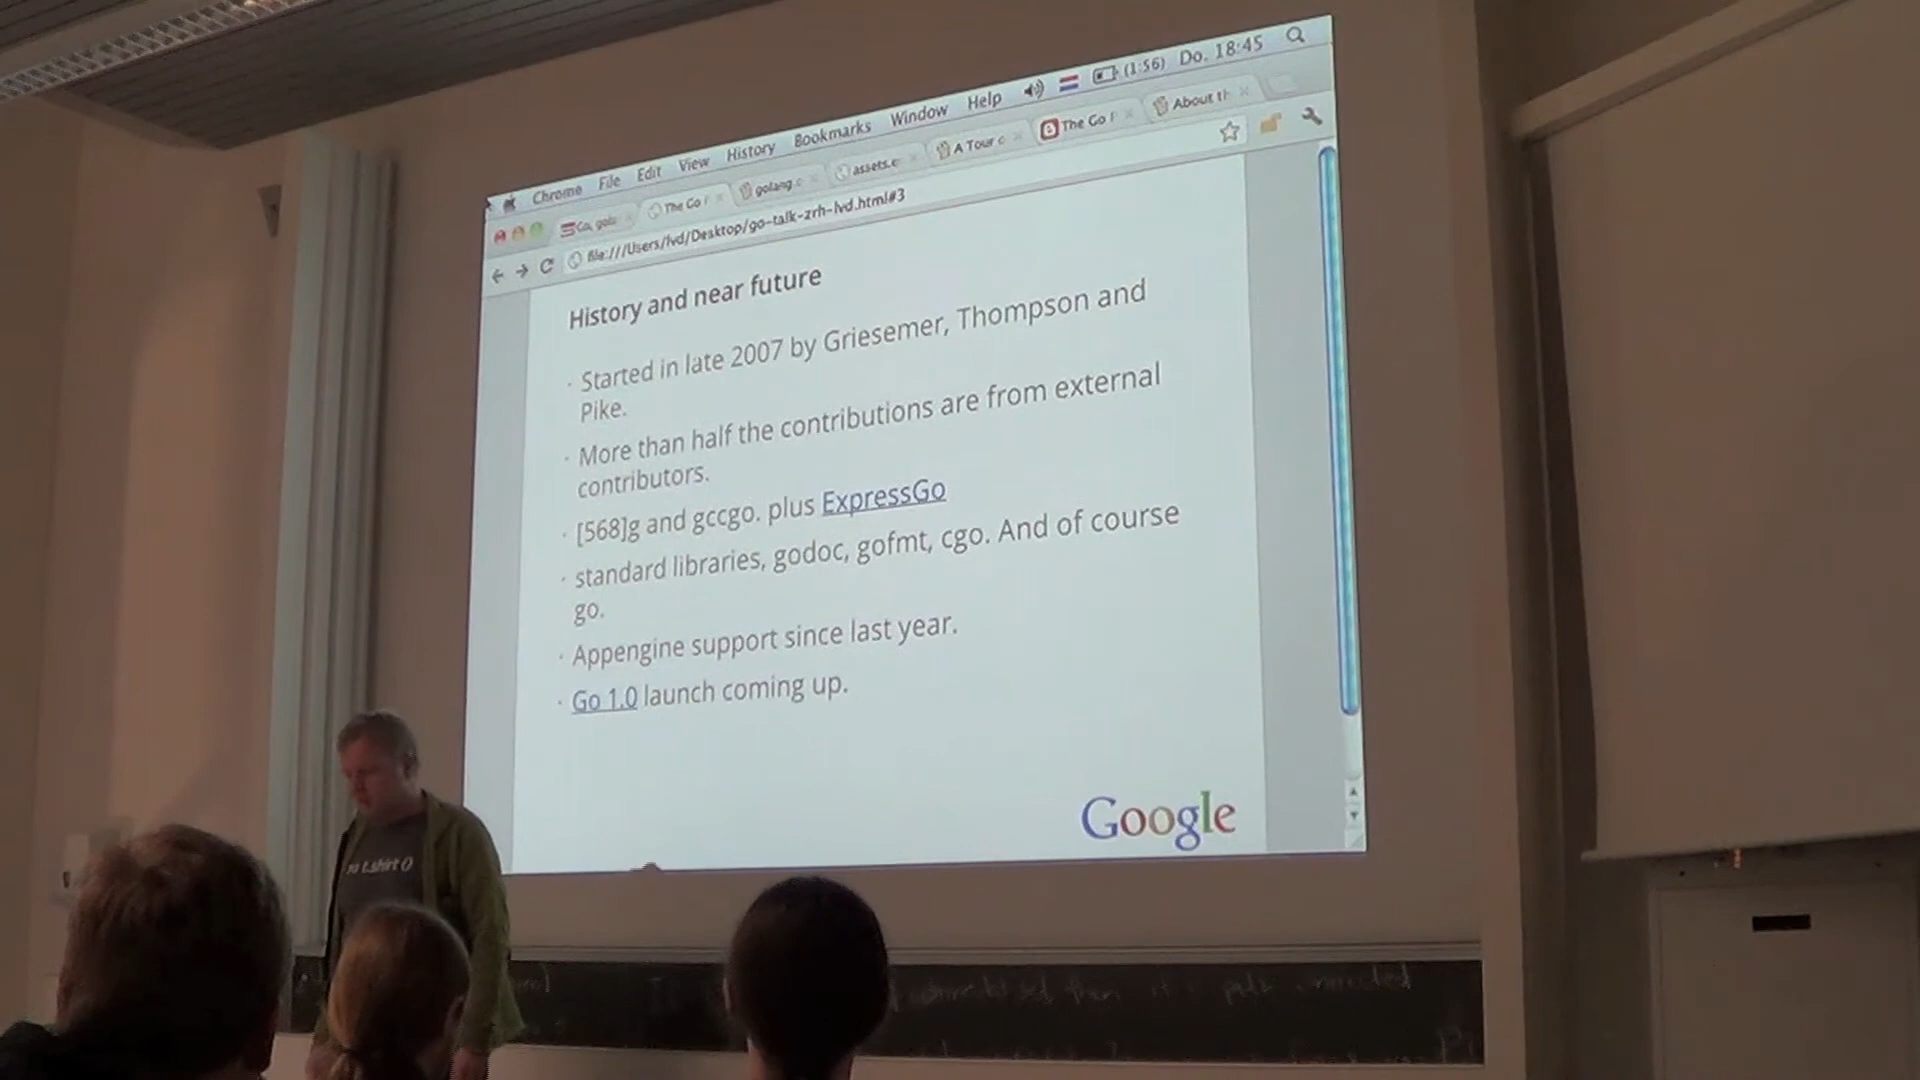 Chrome File Edit View History Bookmarks Window Help (1:56) Do. 18:45
Go, gola The Go golang.c assets.e A Tour o The Go P About th
file:///Users/lvd/Desktop/go-talk-zrh-lvd.html#3
History and near future
· Started in late 2007 by Griesemer, Thompson and
Pike.
· More than half the contributions are from external
contributors.
· [568]g and gccgo. plus ExpressGo
· standard libraries, godoc, gofmt, cgo. And of course
go.
· Appengine support since last year.
· Go 1.0 launch coming up.
Google
t.shirt ()